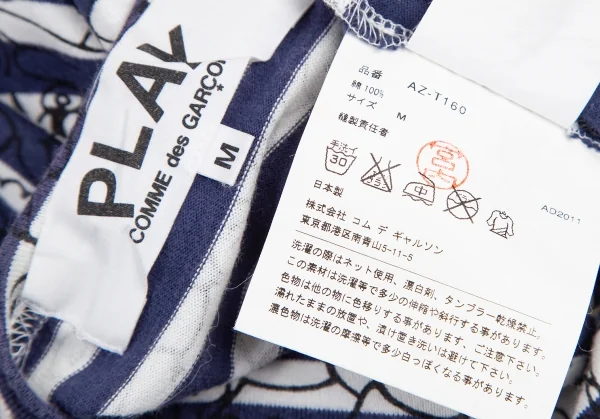 PLAY
COMME des GARÇO
M
品番 AZ-T160
綿 100%
サイズ M
縫製責任者
手洗イ
30
中
日本製
AD2011
株式会社 コム デ ギャルソン
東京都港区南青山5-11-5
洗濯の際はネット使用、漂白剤、タンブラー乾燥禁止。
この素材は洗濯等で多少の伸縮や斜行する事があります。
色物は他の物に色移りする事があります、ご注意下さい。
濡れたままの放置や、漬け置き洗いは避けて下さい。
濃色物は洗濯の摩擦等で多少白っぽくなる事があります。